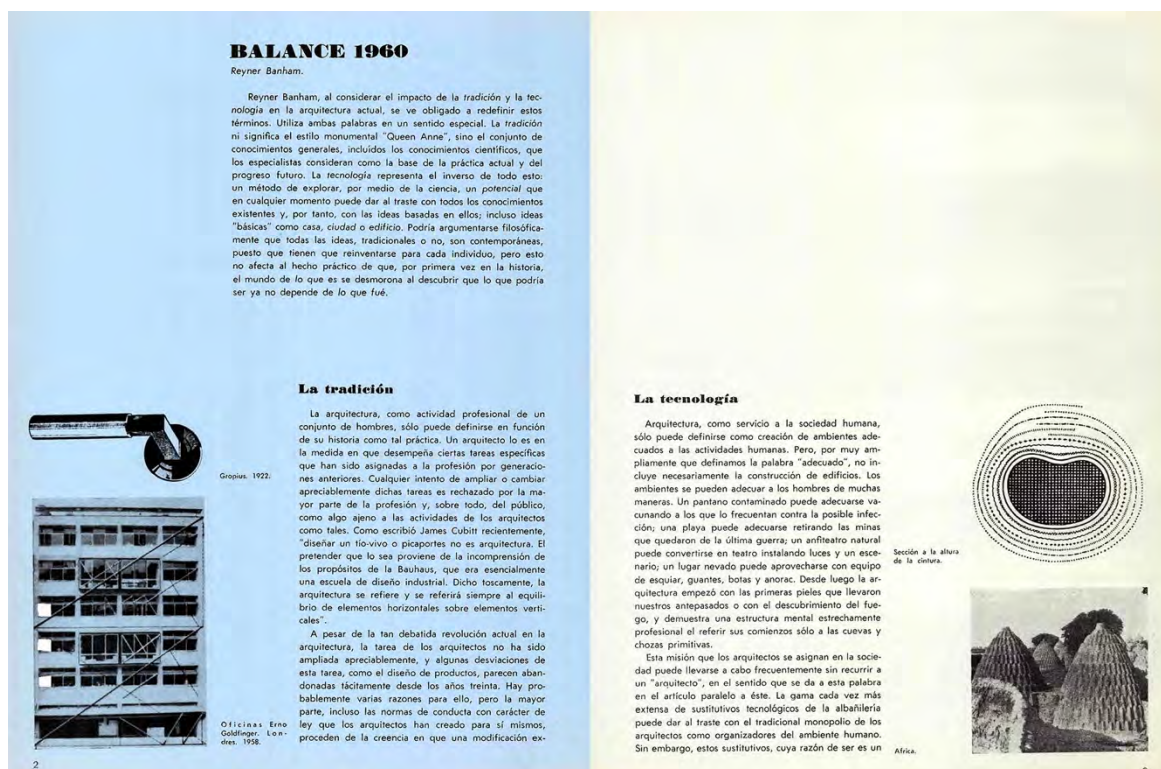 BALANCE 1960
Reyner Banham.
Reyner Banham, al considerar el impacto de la tradición y la tec-
nología en la arquitectura actual, se ve obligado a redefinir estos
términos. Utiliza ambas palabras en un sentido especial. La tradición
ni significa el estilo monumental "Queen Anne", sino el conjunto de
conocimientos generales, incluídos los conocimientos científicos, que
los especialistas consideran como la base de la práctica actual y del
progreso futuro. La tecnología representa el inverso de todo esto:
un método de explorar, por medio de la ciencia, un potencial que
en cualquier momento puede dar al traste con todos los conocimientos
existentes y, por tanto, con las ideas basadas en ellos; incluso ideas
"básicas" como casa, ciudad o edificio. Podría argumentarse filosófica-
mente que todas las ideas, tradicionales o no, son contemporáneas,
puesto que tienen que reinventarse para cada individuo, pero esto
no afecta al hecho práctico de que, por primera vez en la historia,
el mundo de lo que es se desmorona al descubrir que lo que podría
ser ya no depende de lo que fué.
La tradición
La arquitectura, como actividad profesional de un
conjunto de hombres, sólo puede definirse en función
de su historia como tal práctica. Un arquitecto lo es en
la medida en que desempeña ciertas tareas específicas
que han sido asignadas a la profesión por generacio-
nes anteriores. Cualquier intento de ampliar o cambiar
apreciablemente dichas tareas es rechazado por la ma-
yor parte de la profesión y, sobre todo, del público,
como algo ajeno a las actividades de los arquitectos
como tales. Como escribió James Cubitt recientemente,
"diseñar un tio-vivo o picaportes no es arquitectura. El
pretender que lo sea proviene de la incomprensión de
los propósitos de la Bauhaus, que era esencialmente
una escuela de diseño industrial. Dicho toscamente, la
arquitectura se refiere y se referirá siempre al equili-
brio de elementos horizontales sobre elementos verti-
cales".
A pesar de la tan debatida revolución actual en la
arquitectura, la tarea de los arquitectos no ha sido
ampliada apreciablemente, y algunas desviaciones de
esta tarea, como el diseño de productos, parecen aban-
donadas tácitamente desde los años treinta. Hay pro-
bablemente varias razones para ello, pero la mayor
parte, incluso las normas de conducta con carácter de
ley que los arquitectos han creado para sí mismos,
proceden de la creencia en que una modificación ex-
Gropius. 1922.
Oficinas Erno
Goldfinger. Lon-
dres. 1958.
2
La tecnología
Arquitectura, como servicio a la sociedad humana,
sólo puede definirse como creación de ambientes ade-
cuados a las actividades humanas. Pero, por muy am-
pliamente que definamos la palabra "adecuado", no in-
cluye necesariamente la construcción de edificios. Los
ambientes se pueden adecuar a los hombres de muchas
maneras. Un pantano contaminado puede adecuarse va-
cunando a los que lo frecuentan contra la posible infec-
ción; una playa puede adecuarse retirando las minas
que quedaron de la última guerra; un anfiteatro natural
puede convertirse en teatro instalando luces y un esce-
nario; un lugar nevado puede aprovecharse con equipo
de esquiar, guantes, botas y anorac. Desde luego la ar-
quitectura empezó con las primeras pieles que llevaron
nuestros antepasados o con el descubrimiento del fue-
go, y demuestra una estructura mental estrechamente
profesional el referir sus comienzos sólo a las cuevas y
chozas primitivas.
Esta misión que los arquitectos se asignan en la socie-
dad puede llevarse a cabo frecuentemente sin recurrir a
un "arquitecto", en el sentido que se da a esta palabra
en el artículo paralelo a éste. La gama cada vez más
extensa de sustitutivos tecnológicos de la albañilería
puede dar al traste con el tradicional monopolio de los
arquitectos como organizadores del ambiente humano.
Sin embargo, estos sustitutivos, cuya razón de ser es un
Sección a la altura
de la cintura.
Africa.